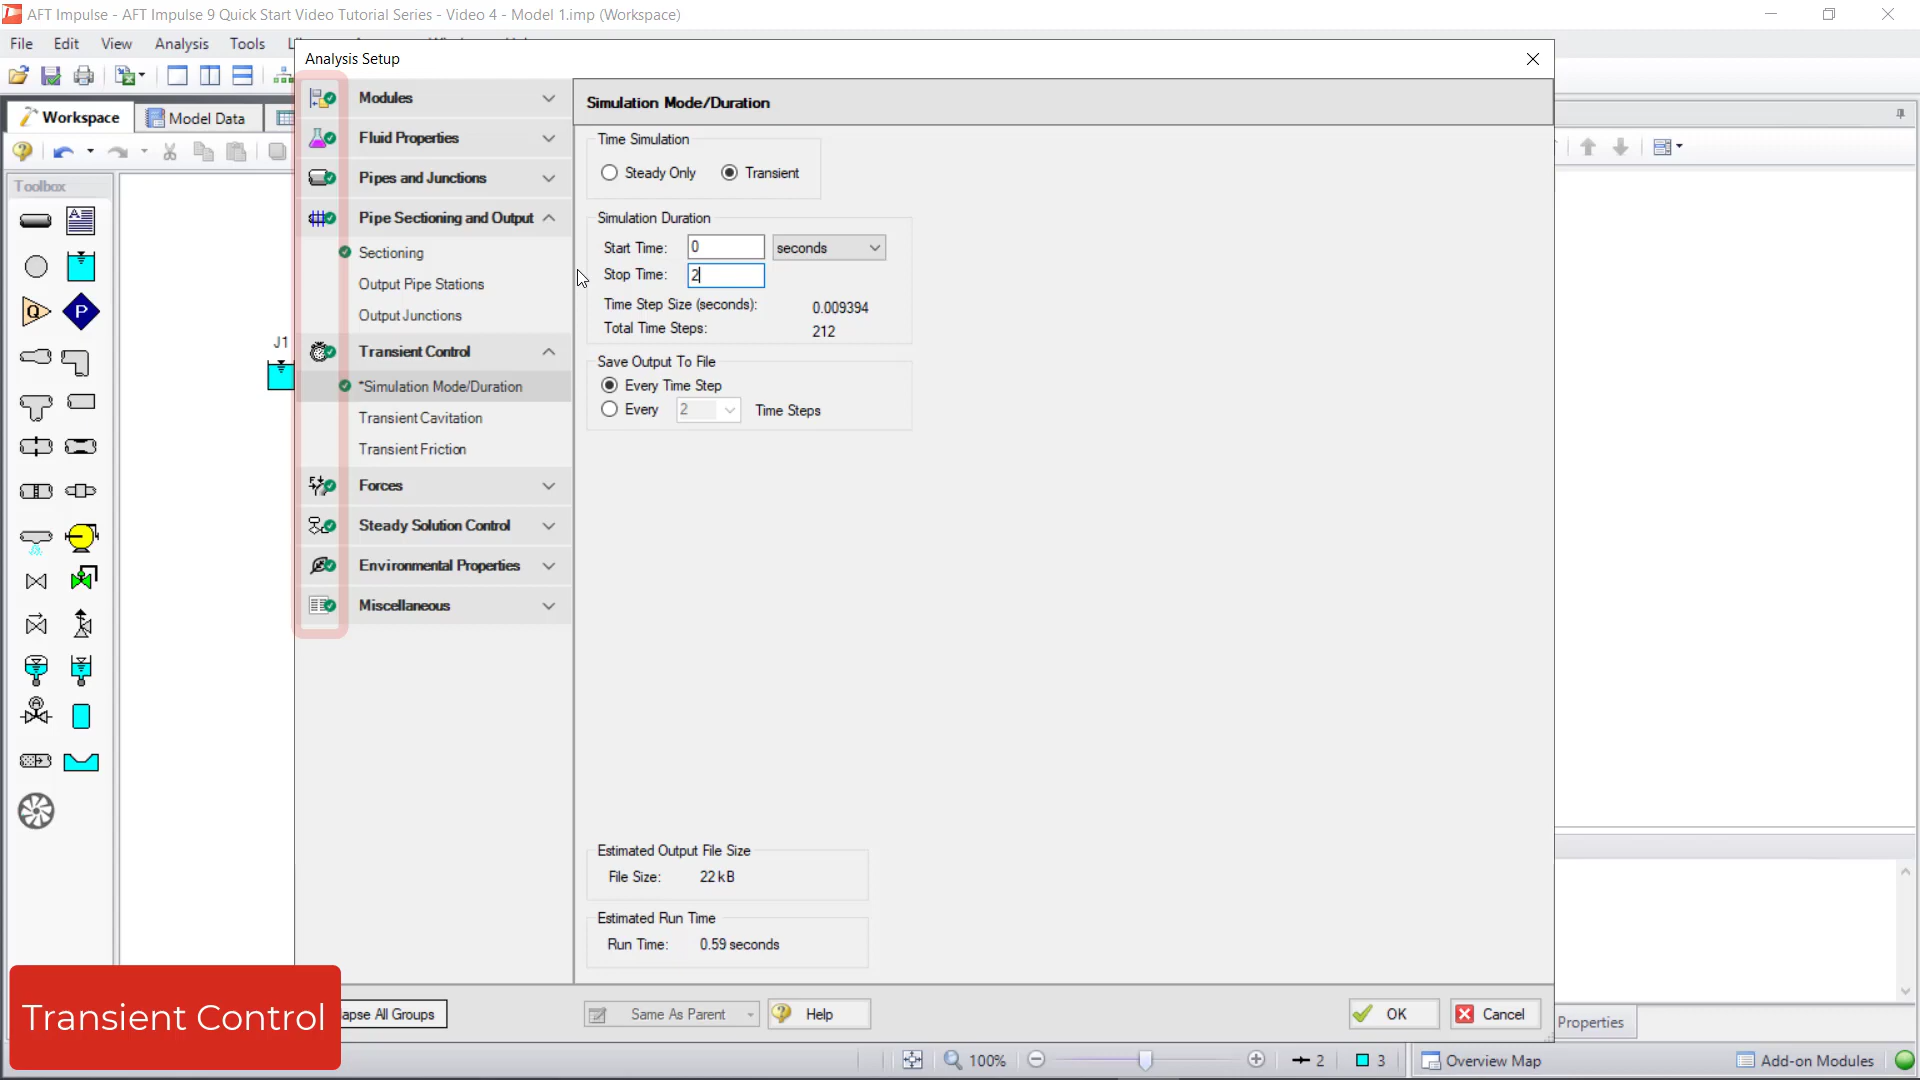 AFT Impulse - AFT Impulse 9 Quick Start Video Tutorial Series - Video 4 - Model 1.imp (Workspace)
File Edit View Analysis Tools
Analysis Setup
Workspace
Model Data
Toolbox
J1
Modules
Fluid Properties
Pipes and Junctions
Pipe Sectioning and Output
Sectioning
Output Pipe Stations
Output Junctions
Transient Control
*Simulation Mode/Duration
Transient Cavitation
Transient Friction
Forces
Steady Solution Control
Environmental Properties
Miscellaneous
Simulation Mode/Duration
Time Simulation
Steady Only Transient
Simulation Duration
Start Time: 0 seconds
Stop Time: 2
Time Step Size (seconds): 0.009394
Total Time Steps: 212
Save Output To File
Every Time Step
Every 2 Time Steps
Estimated Output File Size
File Size: 22 kB
Estimated Run Time
Run Time: 0.59 seconds
Transient Control
apse All Groups
Same As Parent
Help
OK
Cancel
Properties
100%
2
3
Overview Map
Add-on Modules